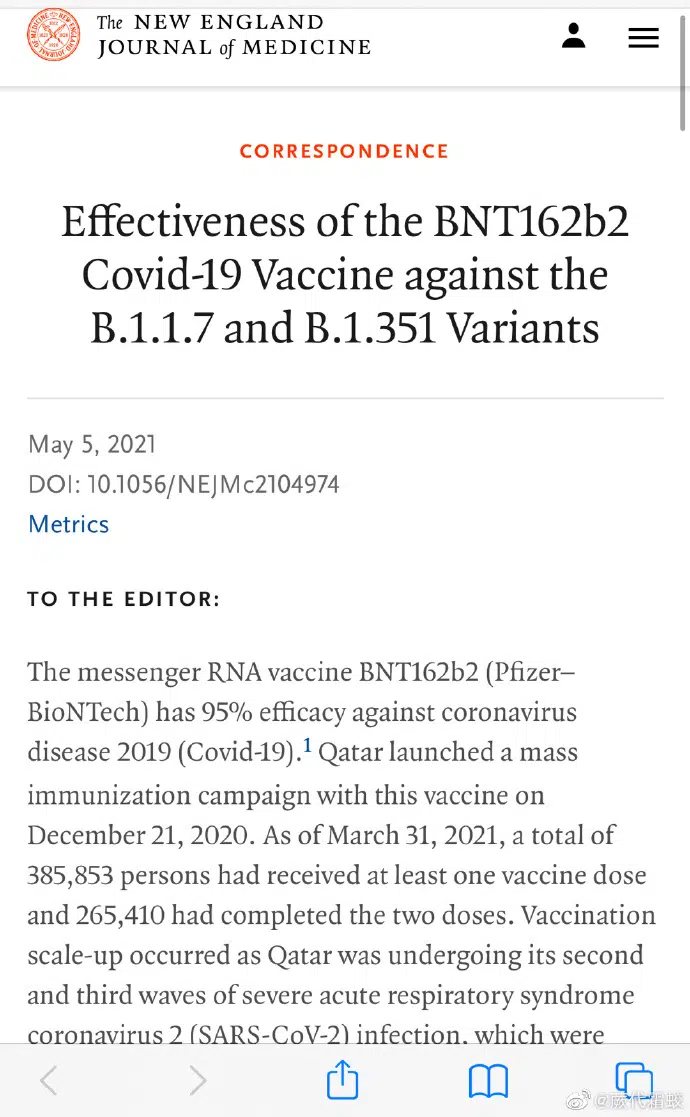 The NEW ENGLAND
JOURNAL of MEDICINE
CORRESPONDENCE
Effectiveness of the BNT162b2
Covid-19 Vaccine against the
B.1.1.7 and B.1.351 Variants
May 5, 2021
DOI: 10.1056/NEJMc2104974
Metrics
TO THE EDITOR:
The messenger RNA vaccine BNT162b2 (Pfizer–
BioNTech) has 95% efficacy against coronavirus
disease 2019 (Covid-19).1 Qatar launched a mass
immunization campaign with this vaccine on
December 21, 2020. As of March 31, 2021, a total of
385,853 persons had received at least one vaccine dose
and 265,410 had completed the two doses. Vaccination
scale-up occurred as Qatar was undergoing its second
and third waves of severe acute respiratory syndrome
coronavirus 2 (SARS-CoV-2) infection, which were